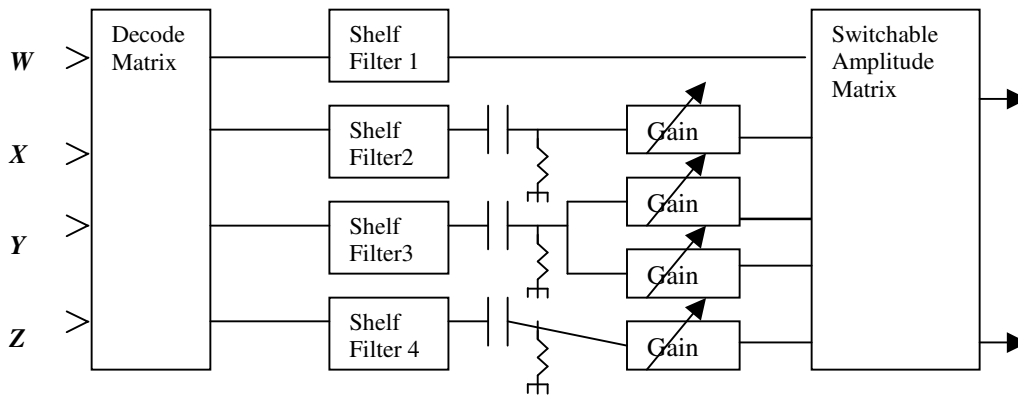 W
X
Y
Z
Decode
Matrix
Shelf
Filter 1
Shelf
Filter2
Shelf
Filter3
Shelf
Filter 4
Gain
Gain
Gain
Gain
Switchable
Amplitude
Matrix